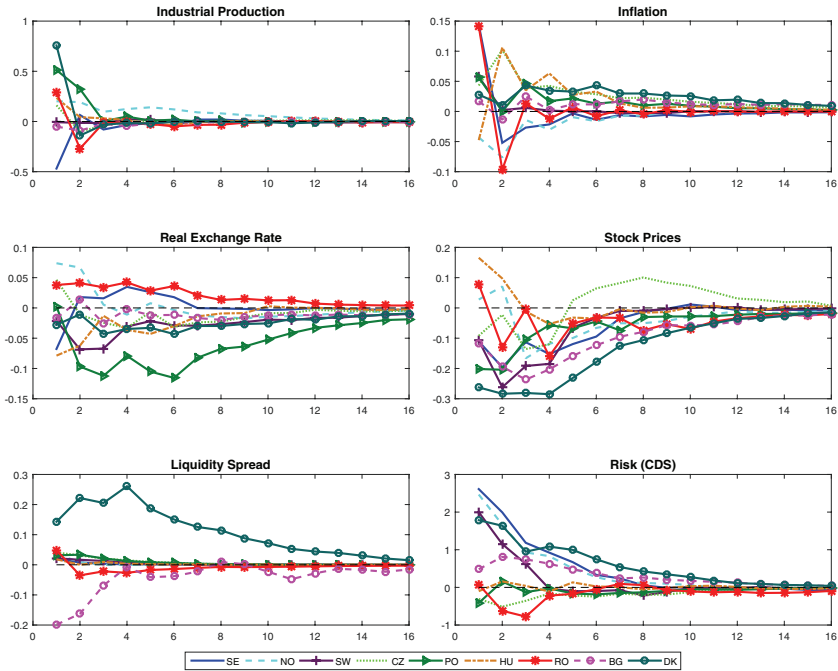 Industrial Production
1
0.5
0
-0.5
0 2 4 6 8 10 12 14 16
Inflation
0.15
0.1
0.05
0
-0.05
-0.1
0 2 4 6 8 10 12 14 16
Real Exchange Rate
0.1
0.05
0
-0.05
-0.1
-0.15
0 2 4 6 8 10 12 14 16
Stock Prices
0.2
0.1
0
-0.1
-0.2
-0.3
0 2 4 6 8 10 12 14 16
Liquidity Spread
0.3
0.2
0.1
0
-0.1
-0.2
0 2 4 6 8 10 12 14 16
Risk (CDS)
3
2
1
0
-1
0 2 4 6 8 10 12 14 16
SE NO SW CZ PO HU RO BG DK